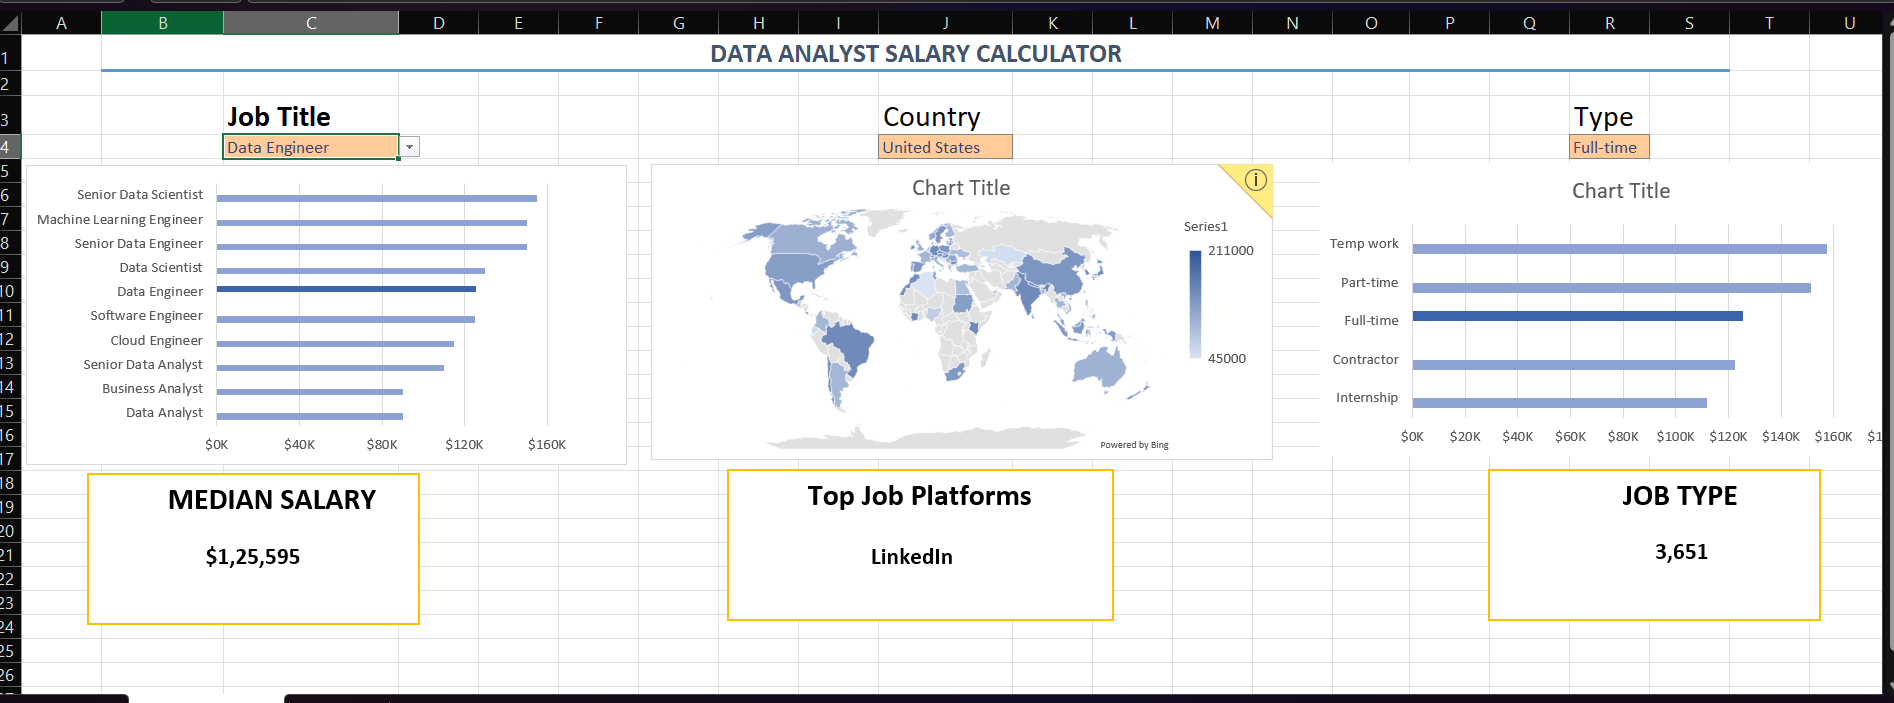 A B C D E F G H I J K L M N O P Q R S T U
1
DATA ANALYST SALARY CALCULATOR
2
3
Job Title
Country
Type
4
Data Engineer
United States
Full-time
5
6
7
8
9
10
11
12
13
14
15
16
17
18
19
20
21
22
23
24
25
26
Senior Data Scientist
Machine Learning Engineer
Senior Data Engineer
Data Scientist
Data Engineer
Software Engineer
Cloud Engineer
Senior Data Analyst
Business Analyst
Data Analyst
$0K $40K $80K $120K $160K
Chart Title
Series1
211000
45000
Powered by Bing
Chart Title
Temp work
Part-time
Full-time
Contractor
Internship
$0K $20K $40K $60K $80K $100K $120K $140K $160K $1
MEDIAN SALARY
$1,25,595
Top Job Platforms
LinkedIn
JOB TYPE
3,651